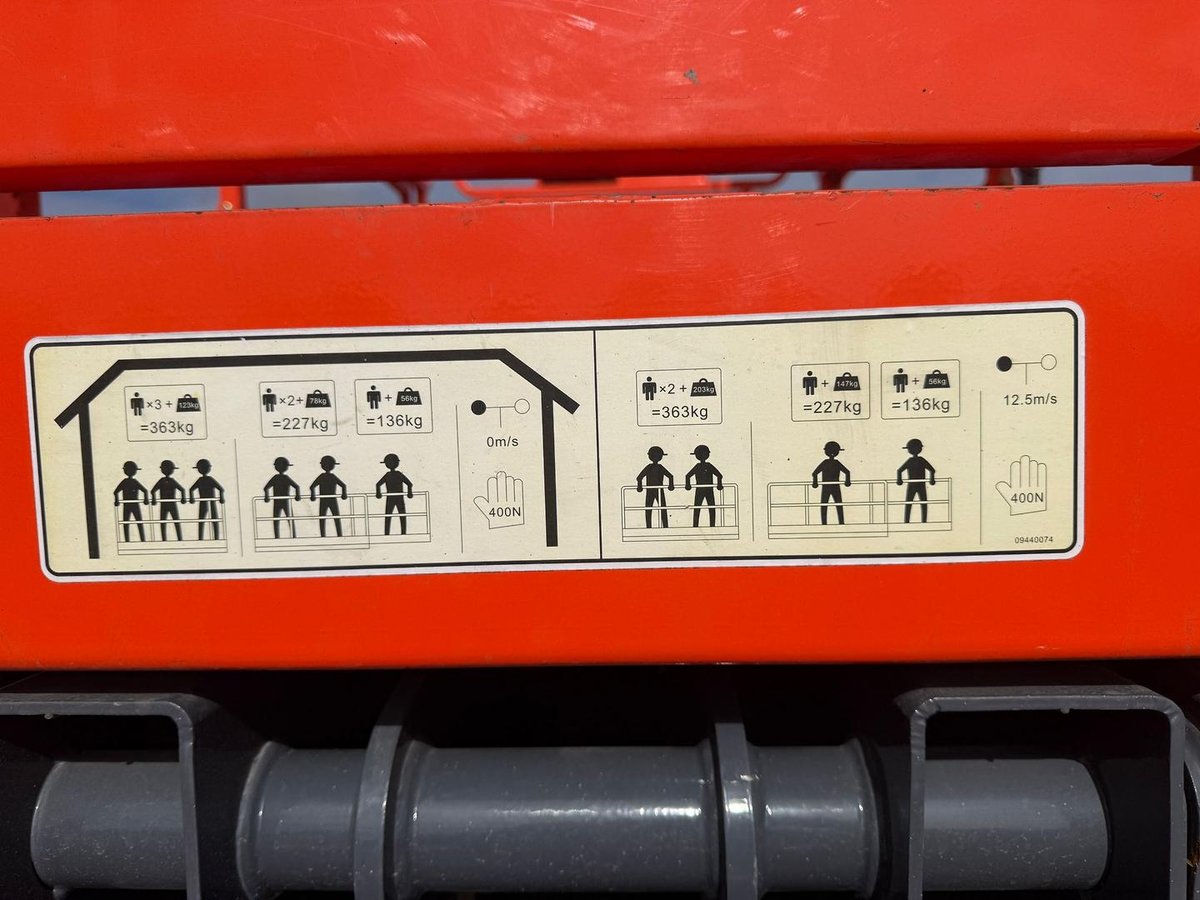 ×3 + 123kg
=363kg
×2+ 78kg
=227kg
+ 56kg
=136kg
0m/s
400N
×2 + 203kg
=363kg
+ 147kg
=227kg
+ 56kg
=136kg
12.5m/s
400N
09440074